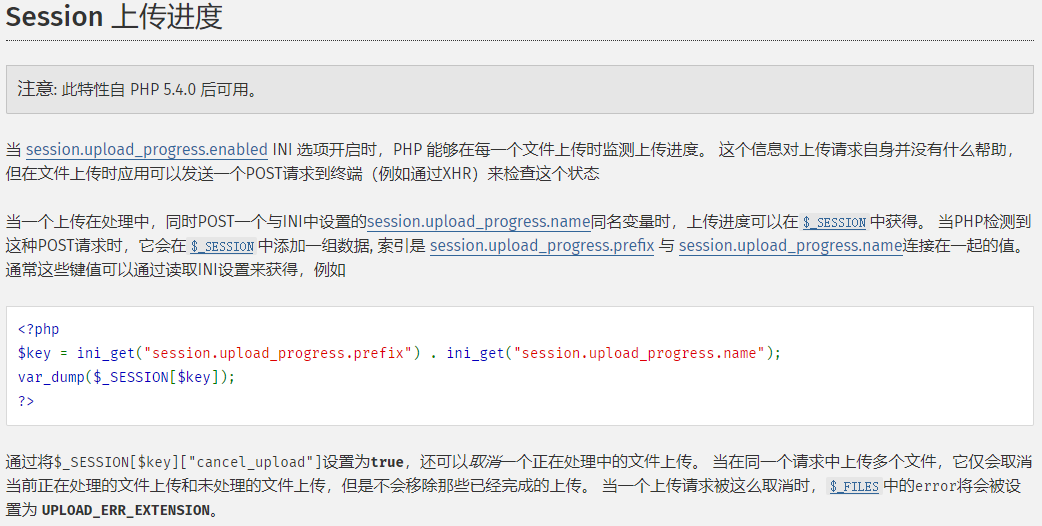 Session 上传进度
注意: 此特性自 PHP 5.4.0 后可用。
当 session.upload_progress.enabled INI 选项开启时，PHP 能够在每一个文件上传时监测上传进度。 这个信息对上传请求自身并没有什么帮助，
但在文件上传时应用可以发送一个POST请求到终端（例如通过XHR）来检查这个状态
当一个上传在处理中，同时POST一个与INI中设置的session.upload_progress.name同名变量时，上传进度可以在 $_SESSION 中获得。 当PHP检测到
这种POST请求时，它会在 $_SESSION 中添加一组数据, 索引是 session.upload_progress.prefix 与 session.upload_progress.name连接在一起的值。
通常这些键值可以通过读取INI设置来获得，例如
<?php
$key = ini_get("session.upload_progress.prefix") . ini_get("session.upload_progress.name");
var_dump($_SESSION[$key]);
?>
通过将$_SESSION[$key]["cancel_upload"]设置为true，还可以取消一个正在处理中的文件上传。 当在同一个请求中上传多个文件，它仅会取消
当前正在处理的文件上传和未处理的文件上传，但是不会移除那些已经完成的上传。 当一个上传请求被这么取消时， $_FILES 中的error将会被设
置为 UPLOAD_ERR_EXTENSION。